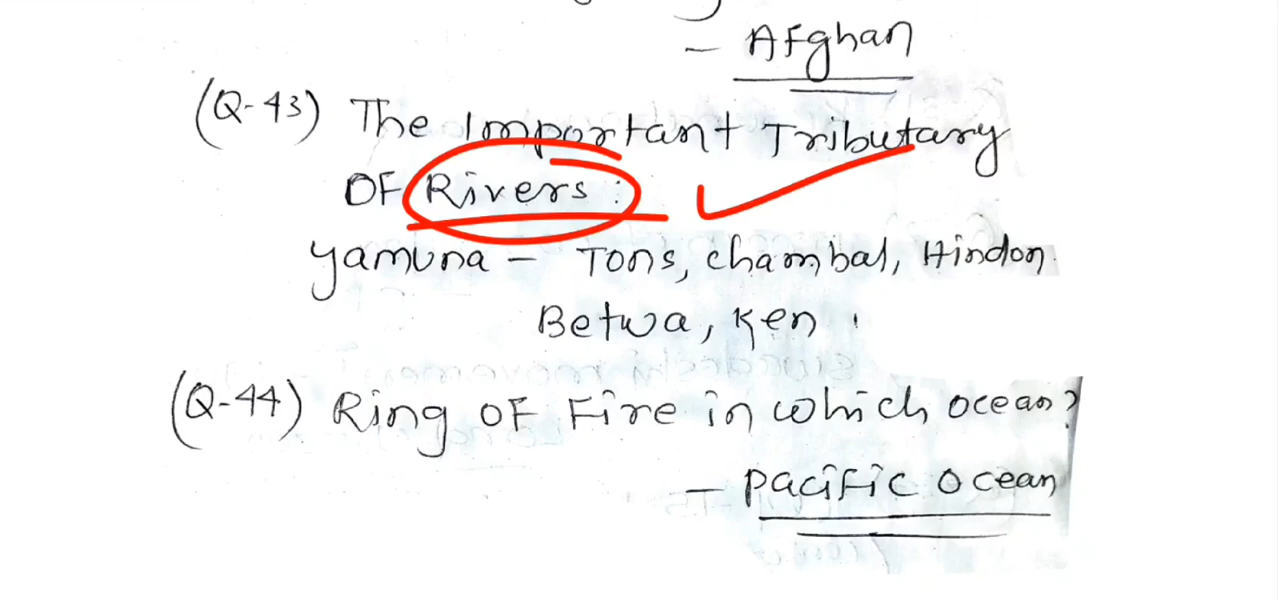 - Afghan
(Q-43) The Important Tributary
OF Rivers:
Yamuna - Tons, Chambal, Hindon
Betwa, Ken
(Q-44) Ring OF Fire in which ocean?
- Pacific Ocean